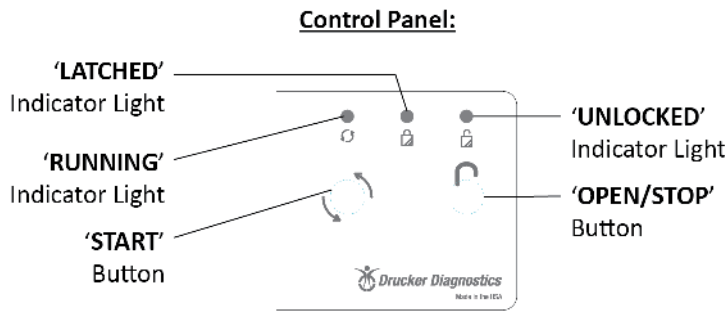 Control Panel:
‘LATCHED’
Indicator Light
‘RUNNING’
Indicator Light
‘START’
Button
‘UNLOCKED’
Indicator Light
‘OPEN/STOP’
Button
Drucker Diagnostics
Made in the USA